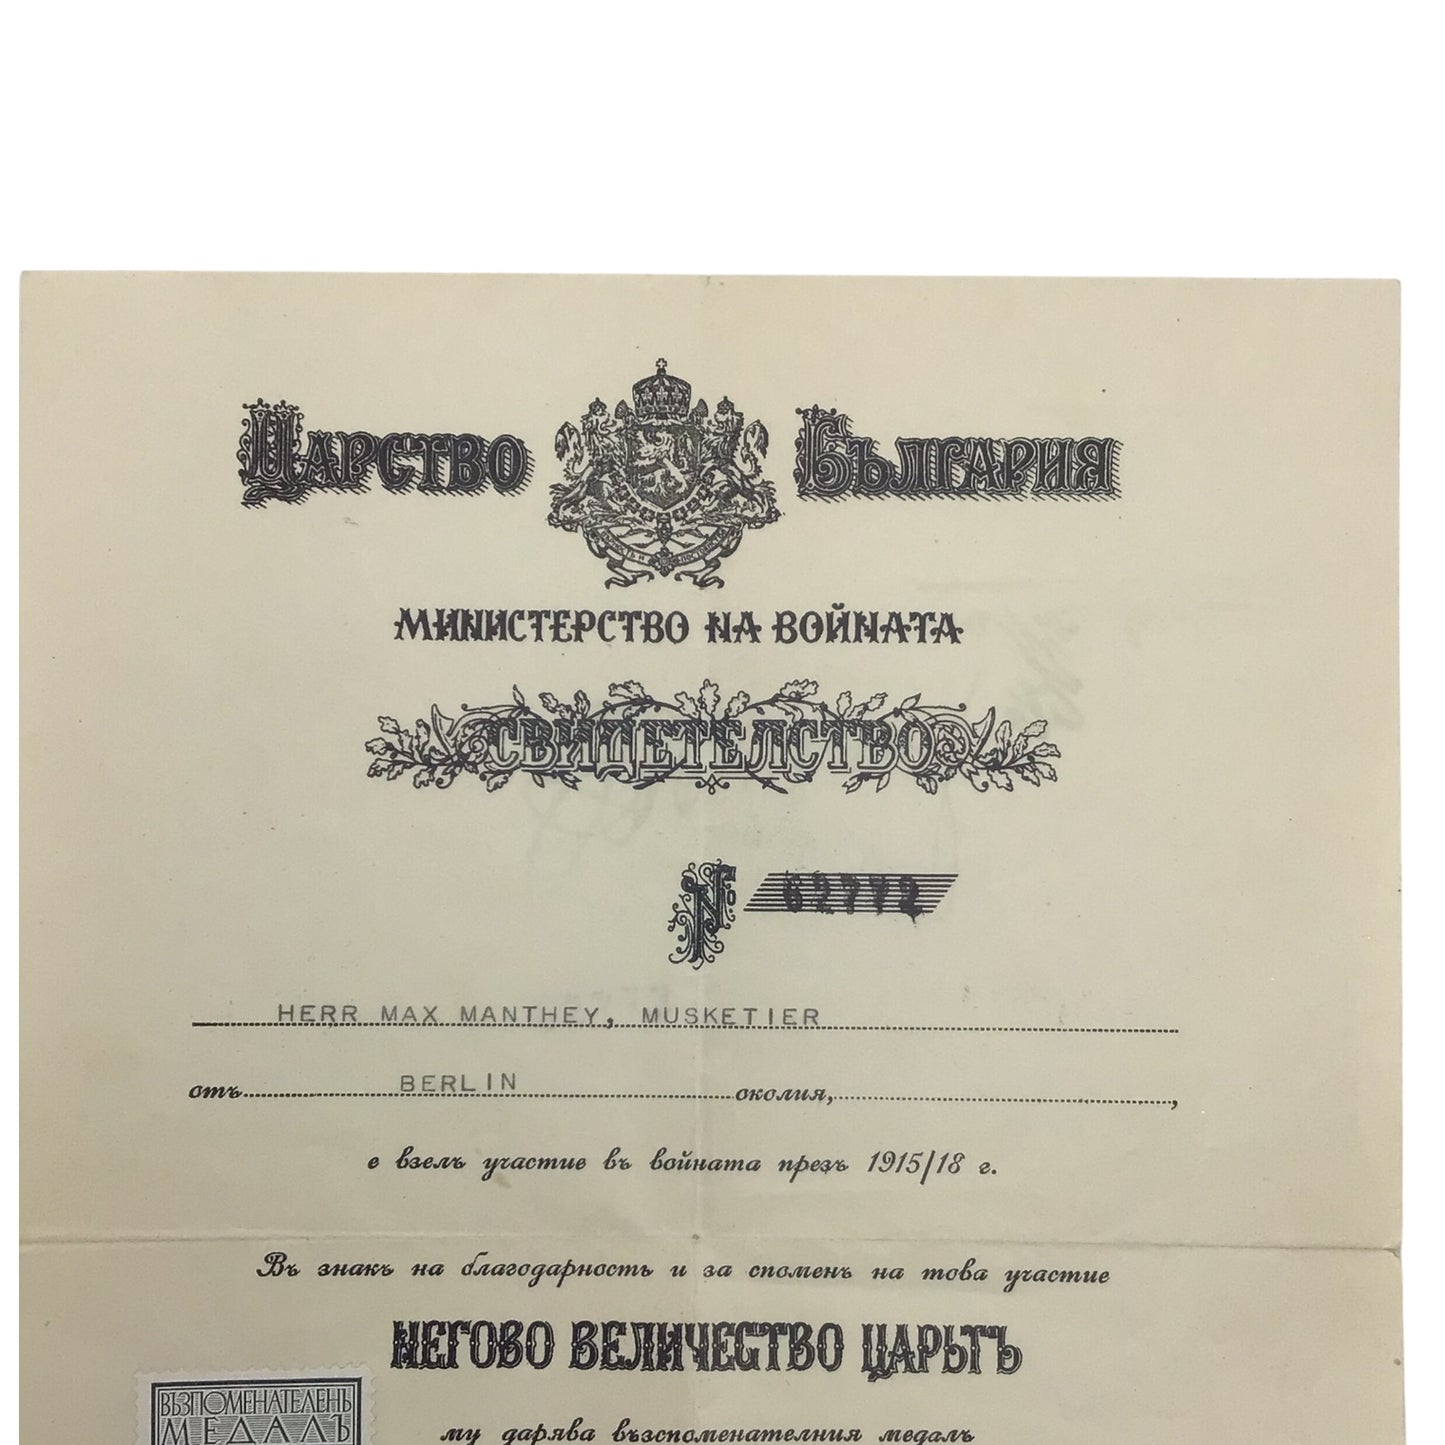 Царство България
МИНИСТЕРСТВО НА ВОЙНАТА
СВИДЕТЕЛСТВО
№ 62772
HERR MAX MANTHEY, MUSKETIER
отъ BERLIN околия,
е взелъ участие въ войната презъ 1915/18 г.
Въ знакъ на благодарность и за споменъ на това участие
НЕГОВО ВЕЛИЧЕСТВО ЦАРЬТЪ
му дарява възспоменателния медалъ
ВЪЗПОМЕНАТЕЛЕНЪ
МЕДАЛЪ